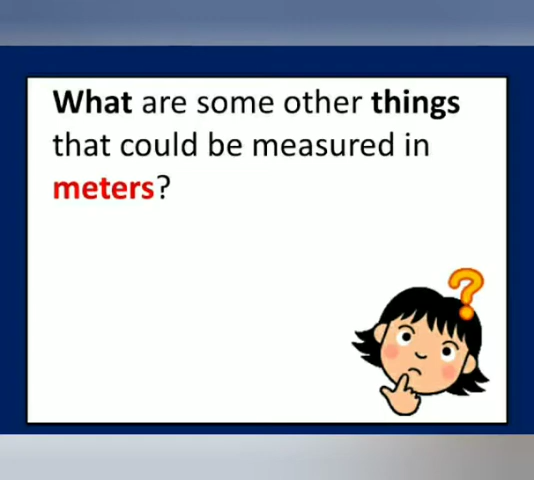 What are some other things
that could be measured in
meters?